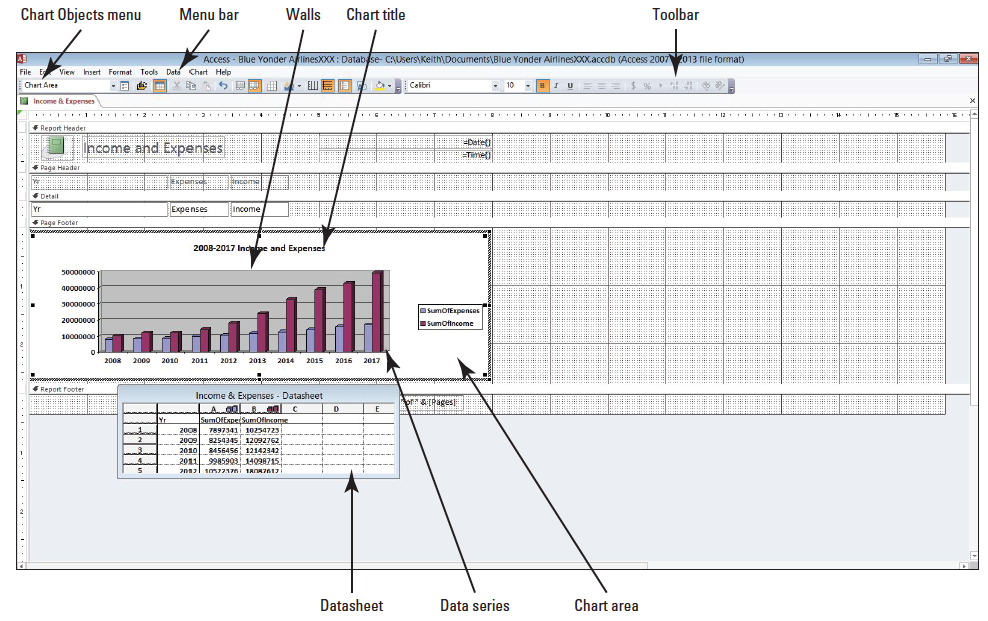 Chart Objects menu Menu bar Walls Chart title Toolbar
Access - Blue Yonder AirlinesXXX : Database- C:\Users\Keith\Documents\Blue Yonder AirlinesXXX.accdb (Access 2007 - 2013 file format)
File Edit View Insert Format Tools Data Chart Help
Chart Area Calibri 10 B I U $ % ,
Income & Expenses
Report Header
Income and Expenses =Date()
=Time()
Page Header
Yr Expenses Income
Detail
Yr Expenses Income
Page Footer
2008-2017 Income and Expenses
50000000
40000000
30000000
20000000
10000000
0
2008 2009 2010 2011 2012 2013 2014 2015 2016 2017
SumOfExpenses
SumOfIncome
Report Footer
of " & [Pages]
Income & Expenses - Datasheet
A B C D E
Yr SumOfExpe SumOfIncome
1 2008 7897341 10254723
2 2009 8254345 12092762
3 2010 8456456 12142342
4 2011 9985903 14098715
5 2012 10522376 18087612
Datasheet Data series Chart area